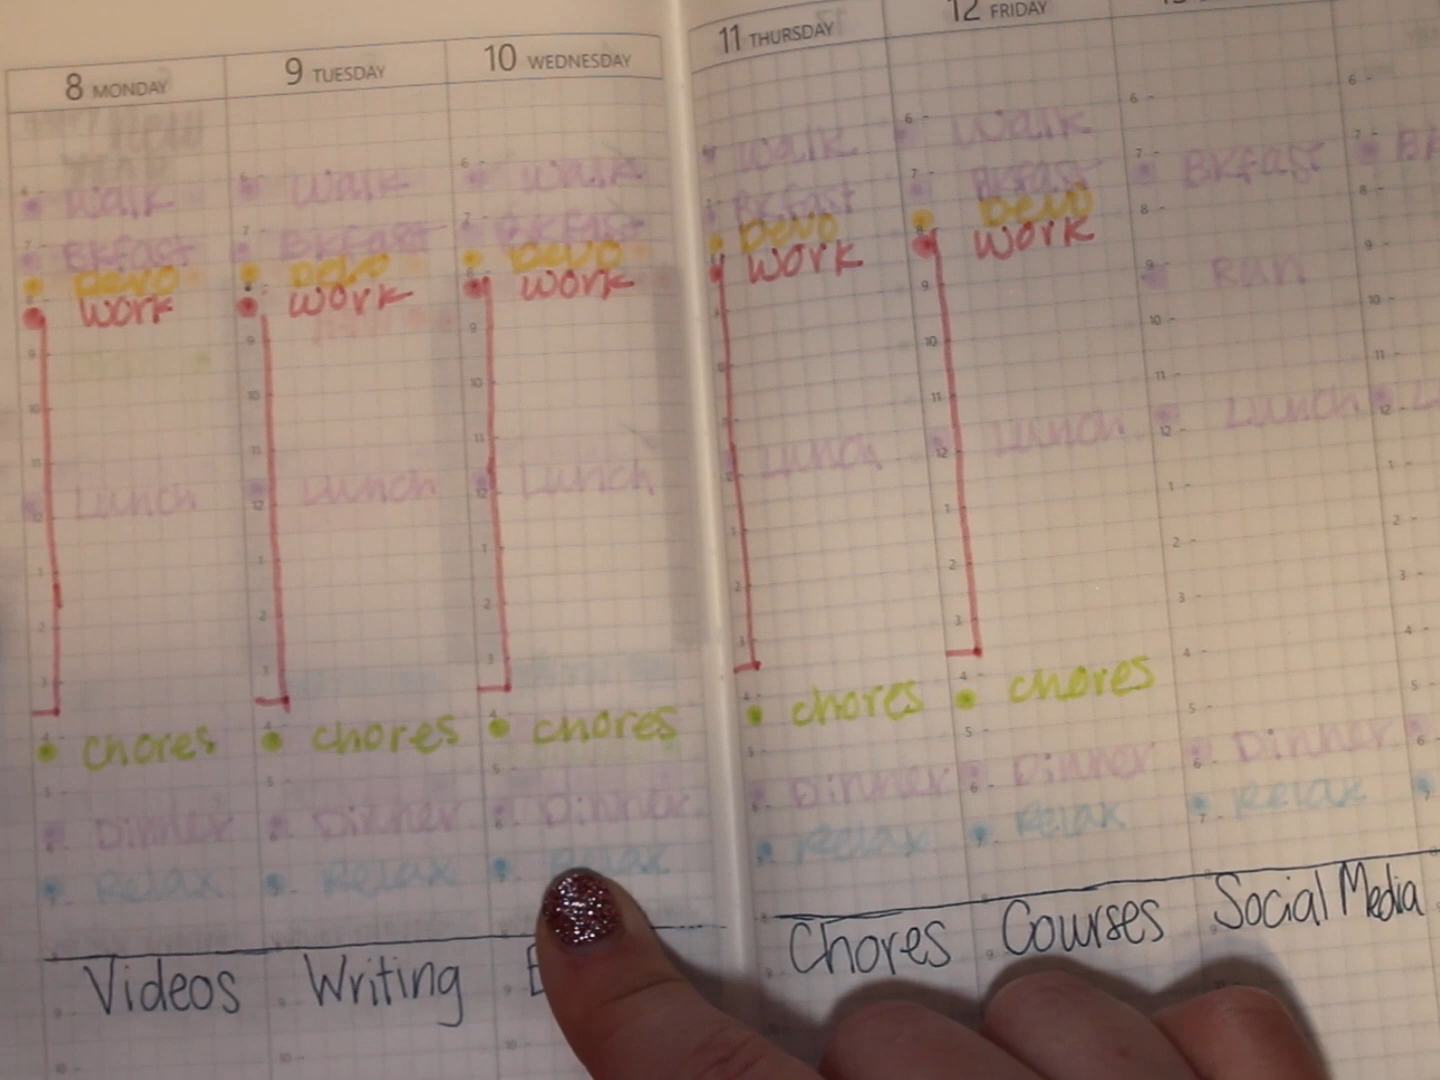 8 MONDAY
Walk
BKfast
Devo
WORK
Lunch
chores
Dinner
Relax
Videos
9 TUESDAY
Walk
BKfast
Devo
WORK
Lunch
chores
Dinner
Relax
Writing
10 WEDNESDAY
Walk
BKfast
Devo
WORK
Lunch
chores
Dinner
Relax
11 THURSDAY
Walk
BKfast
Devo
WORK
Lunch
chores
Dinner
Relax
Chores
12 FRIDAY
Walk
BKfast
Devo
WORK
Lunch
chores
Dinner
Relax
Courses
BKfast
Run
Lunch
Dinner
Relax
Social Media